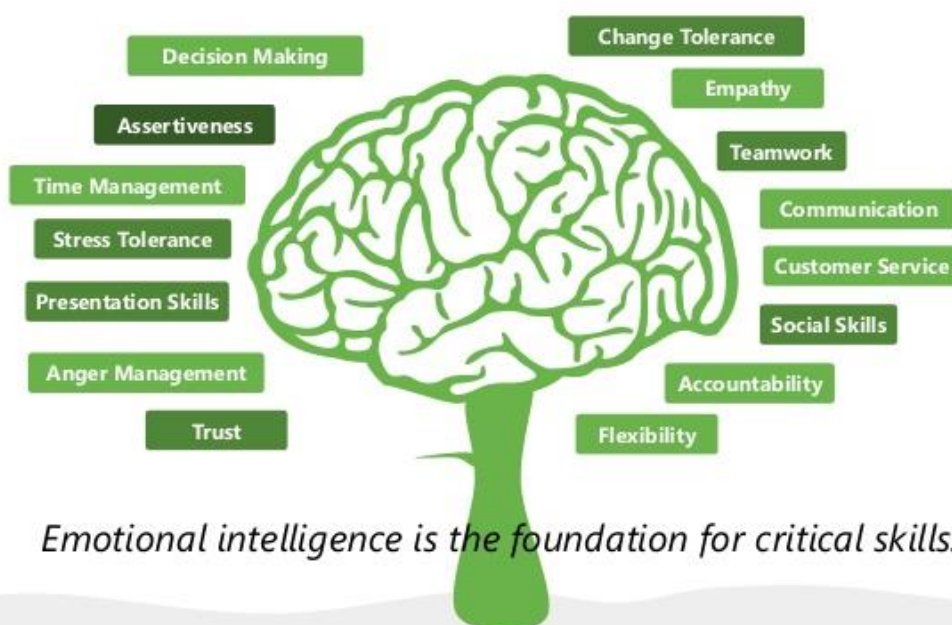 Decision Making
Assertiveness
Time Management
Stress Tolerance
Presentation Skills
Anger Management
Trust
Change Tolerance
Empathy
Teamwork
Communication
Customer Service
Social Skills
Accountability
Flexibility
Emotional intelligence is the foundation for critical skills.